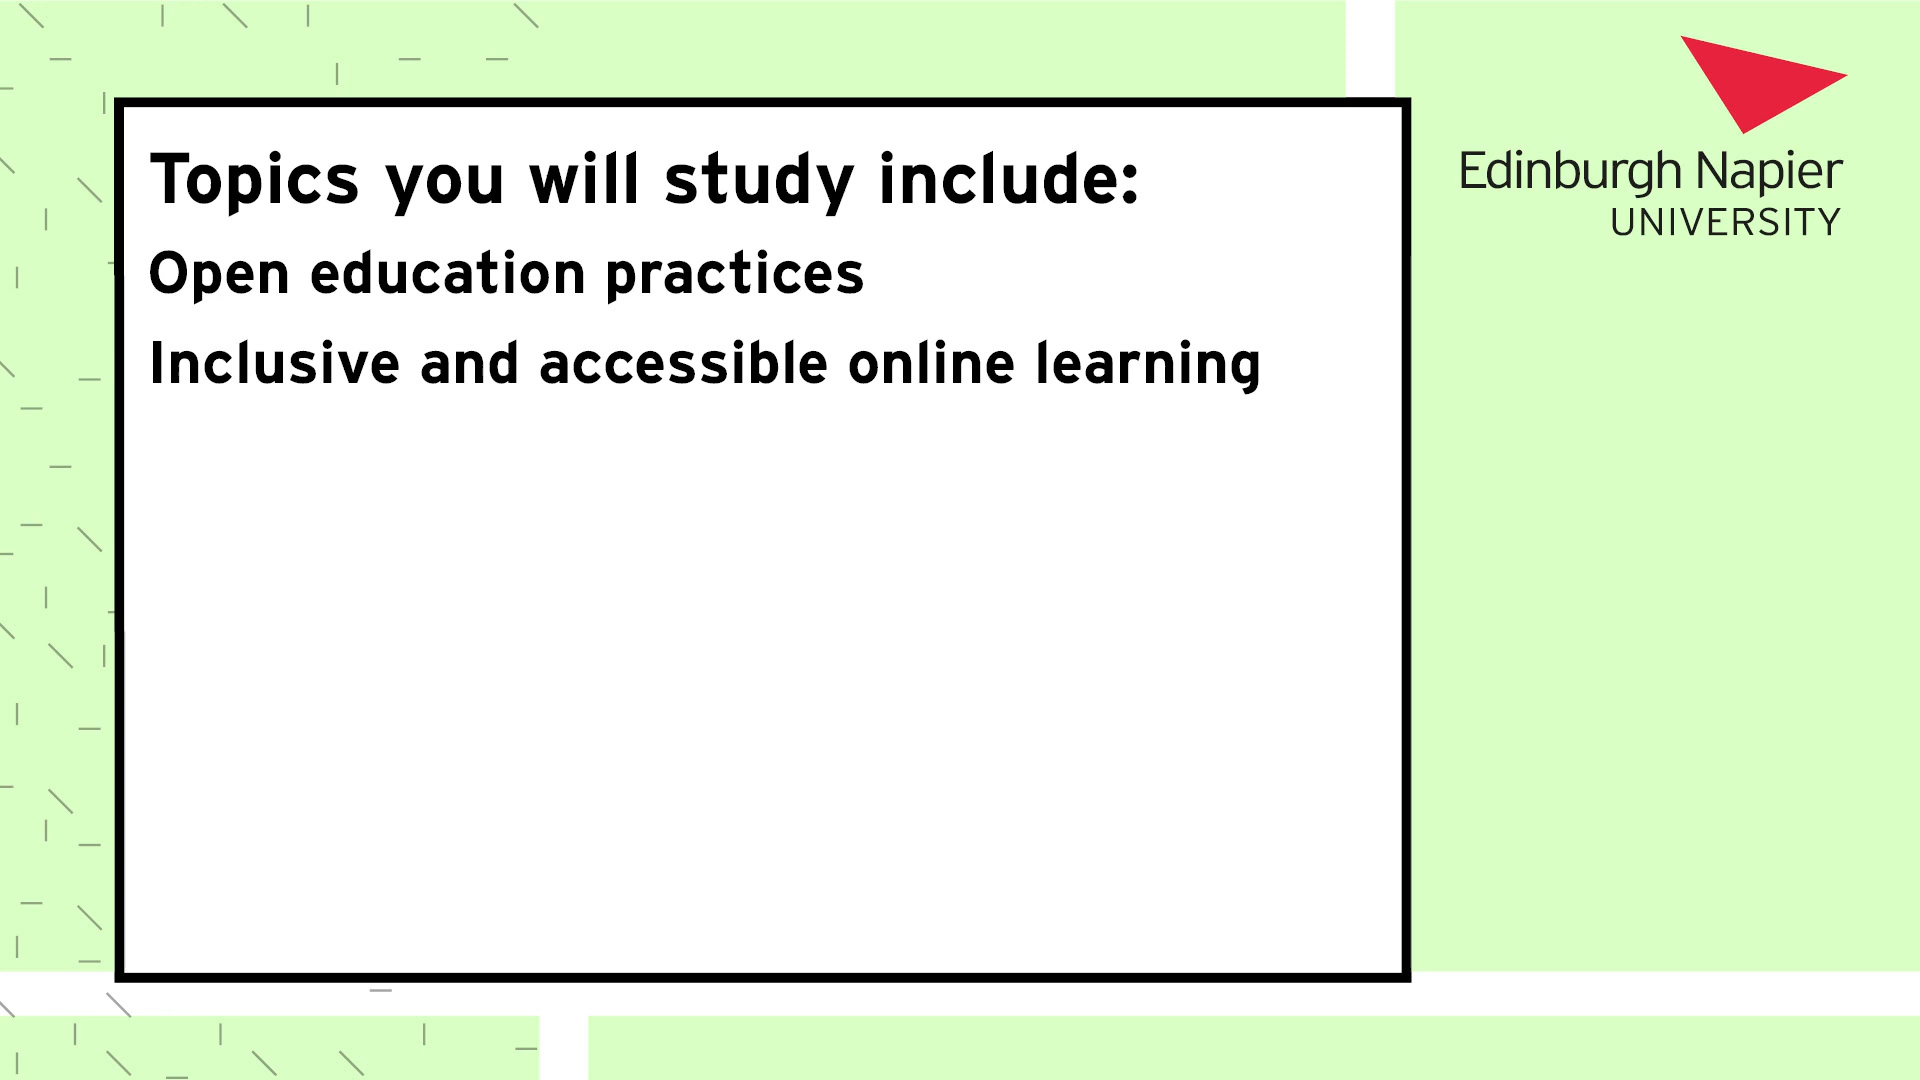 Topics you will study include:
Open education practices
Inclusive and accessible online learning
Edinburgh Napier
UNIVERSITY